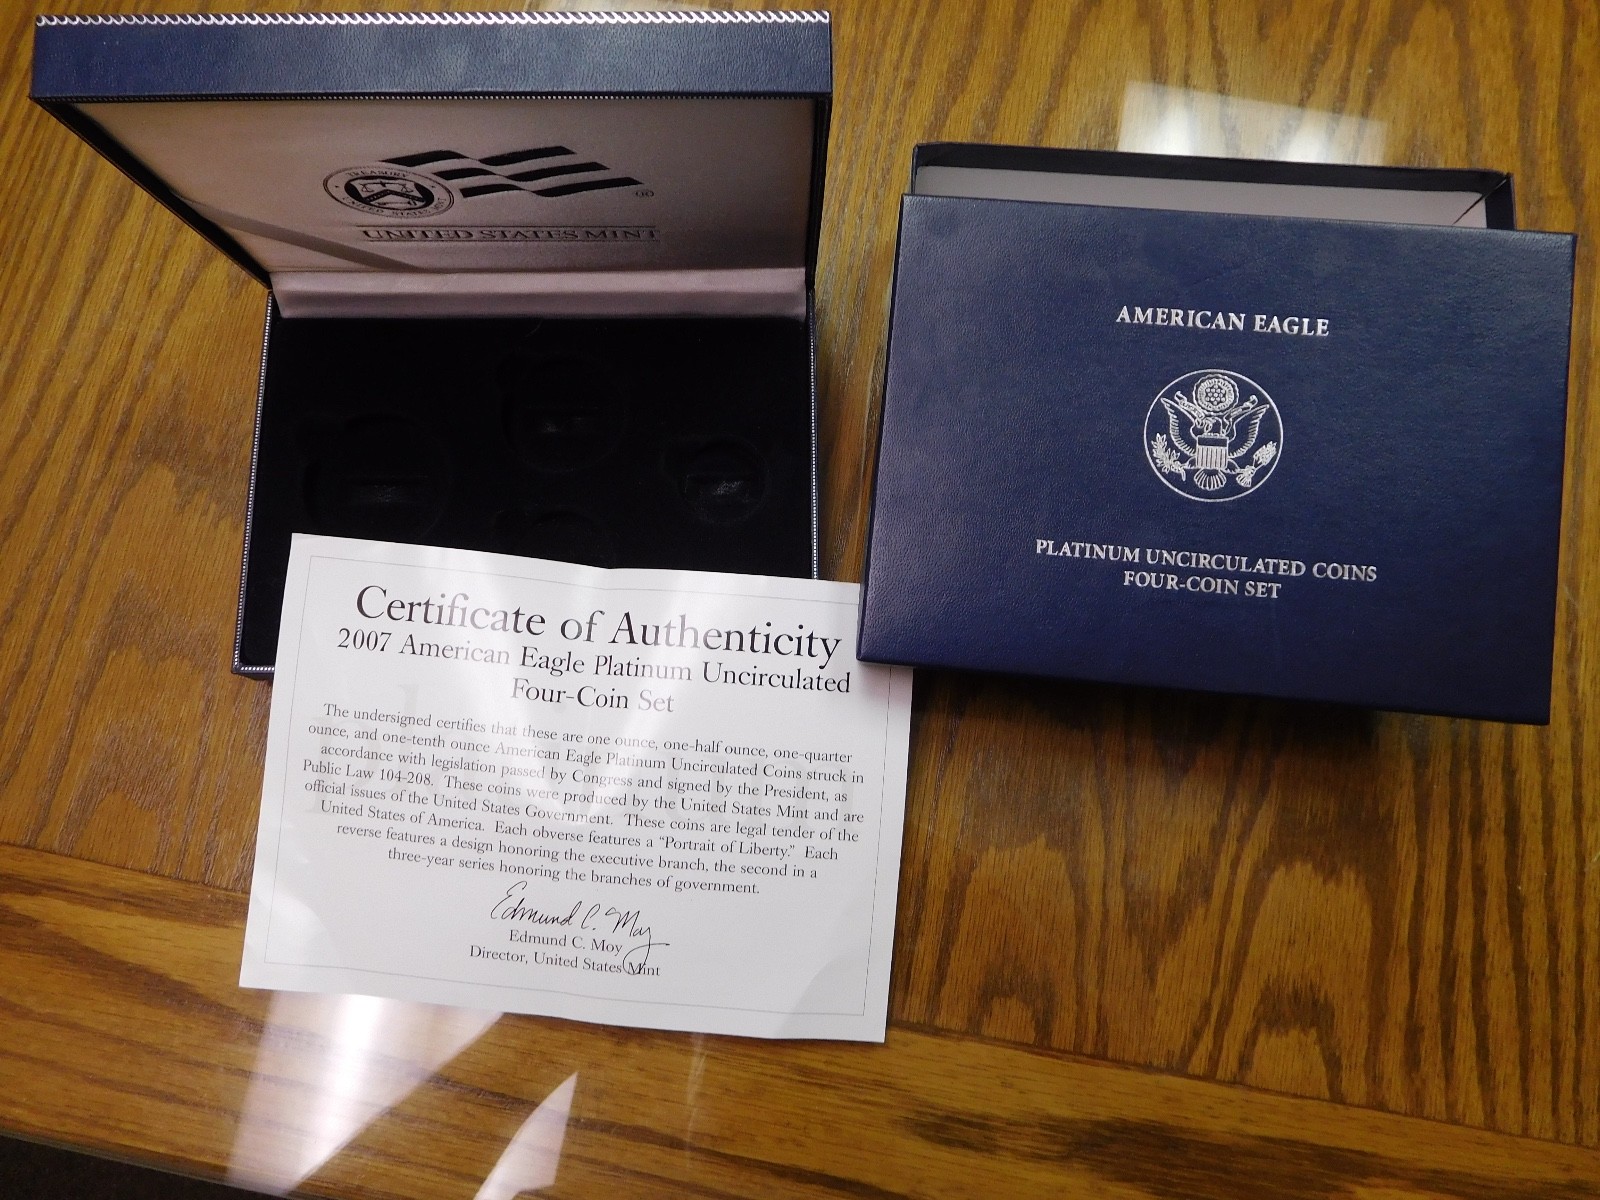 TREASURY
UNITED STATES MINT
®
UNITED STATES MINT
AMERICAN EAGLE
PLATINUM UNCIRCULATED COINS
FOUR-COIN SET
Certificate of Authenticity
2007 American Eagle Platinum Uncirculated
Four-Coin Set
The undersigned certifies that these are one ounce, one-half ounce, one-quarter
ounce, and one-tenth ounce American Eagle Platinum Uncirculated Coins struck in
accordance with legislation passed by Congress and signed by the President, as
Public Law 104-208. These coins were produced by the United States Mint and are
official issues of the United States Government. These coins are legal tender of the
United States of America. Each obverse features a “Portrait of Liberty.” Each
reverse features a design honoring the executive branch, the second in a
three-year series honoring the branches of government.
Edmund C. Moy
Edmund C. Moy
Director, United States Mint